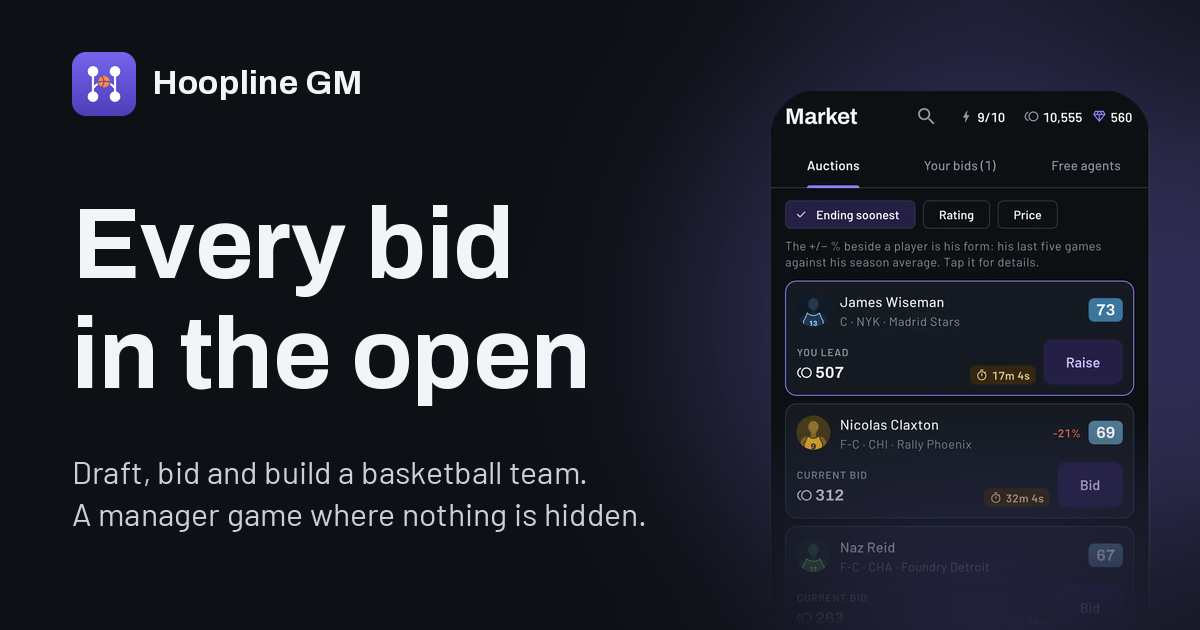 Hoopline GM
Every bid
in the open
Draft, bid and build a basketball team.
A manager game where nothing is hidden.
Market
9/10
10,555
560
Auctions
Your bids (1)
Free agents
Ending soonest
Rating
Price
The +/− % beside a player is his form: his last five games
against his season average. Tap it for details.
13
James Wiseman
C · NYK · Madrid Stars
73
YOU LEAD
507
17m 4s
Raise
9
Nicolas Claxton
F-C · CHI · Rally Phoenix
-21%
69
CURRENT BID
312
32m 4s
Bid
11
Naz Reid
F-C · CHA · Foundry Detroit
67
CURRENT BID
263
Bid